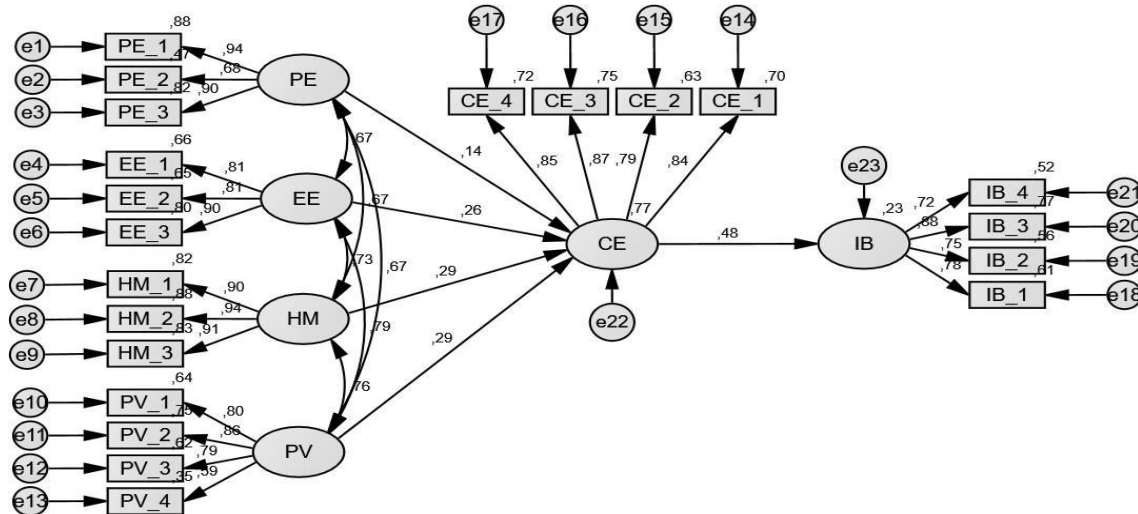 e17 e16 e15 e14
,72 ,75 ,63 ,70
CE_4 CE_3 CE_2 CE_1
,85 ,87 ,79 ,84
,88
e1 PE_1 ,94
,47
e2 PE_2 ,68 PE
,82
e3 PE_3 ,90
,67
,14
,66
e4 EE_1 ,81
,65
e5 EE_2 ,81 EE
,80
e6 EE_3 ,90
,67 ,67
,26
,73
,77
CE
e22
,48
,82
e7 HM_1 ,90
,88
e8 HM_2 ,94 HM
,83
e9 HM_3 ,91
,29
,79
,76
,64
e10 PV_1 ,80
,75
e11 PV_2 ,86 PV
,62
e12 PV_3 ,79
,35
e13 PV_4 ,59
,29
e23
,23
IB
,52
,72 IB_4 e21
,77
,88 IB_3 e20
,56
,75 IB_2 e19
,61
,78 IB_1 e18